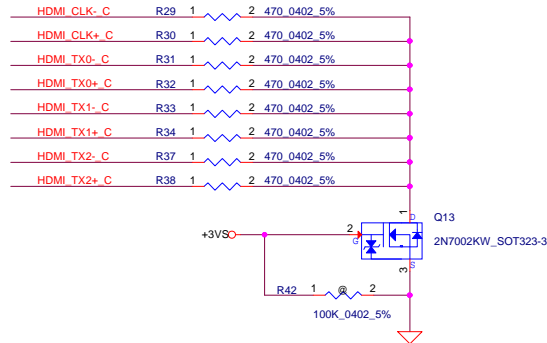 HDMI_CLK-_C R29 1 2 470_0402_5%
HDMI_CLK+_C R30 1 2 470_0402_5%
HDMI_TX0-_C R31 1 2 470_0402_5%
HDMI_TX0+_C R32 1 2 470_0402_5%
HDMI_TX1-_C R33 1 2 470_0402_5%
HDMI_TX1+_C R34 1 2 470_0402_5%
HDMI_TX2-_C R37 1 2 470_0402_5%
HDMI_TX2+_C R38 1 2 470_0402_5%
1 D Q13
+3VS 2 G 2N7002KW_SOT323-3
3 S
R42 1 @ 2
100K_0402_5%